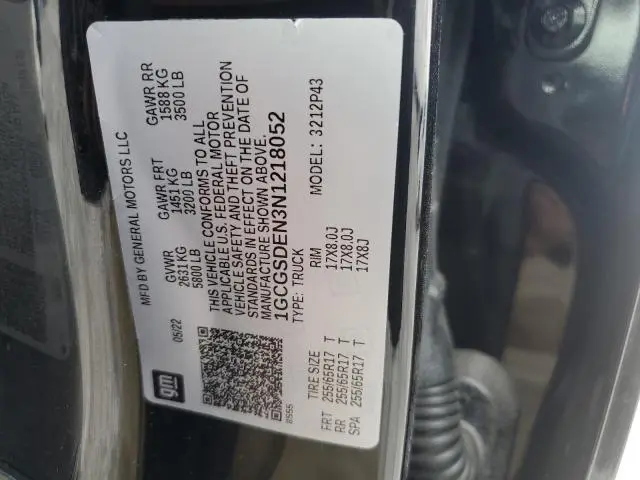 gm
MFD BY GENERAL MOTORS LLC
05/22
GVWR GAWR FRT GAWR RR
2631 KG 1451 KG 1588 KG
5800 LB 3200 LB 3500 LB
THIS VEHICLE CONFORMS TO ALL
APPLICABLE U.S. FEDERAL MOTOR
VEHICLE SAFETY AND THEFT PREVENTION
STANDARDS IN EFFECT ON THE DATE OF
MANUFACTURE SHOWN ABOVE.
1GCGSDEN3N1218052
TYPE: TRUCK MODEL: 3212P43
8555
TIRE SIZE RIM
FRT 255/65R17 T 17X8.0J
RR 255/65R17 T 17X8.0J
SPA 255/65R17 T 17X8J